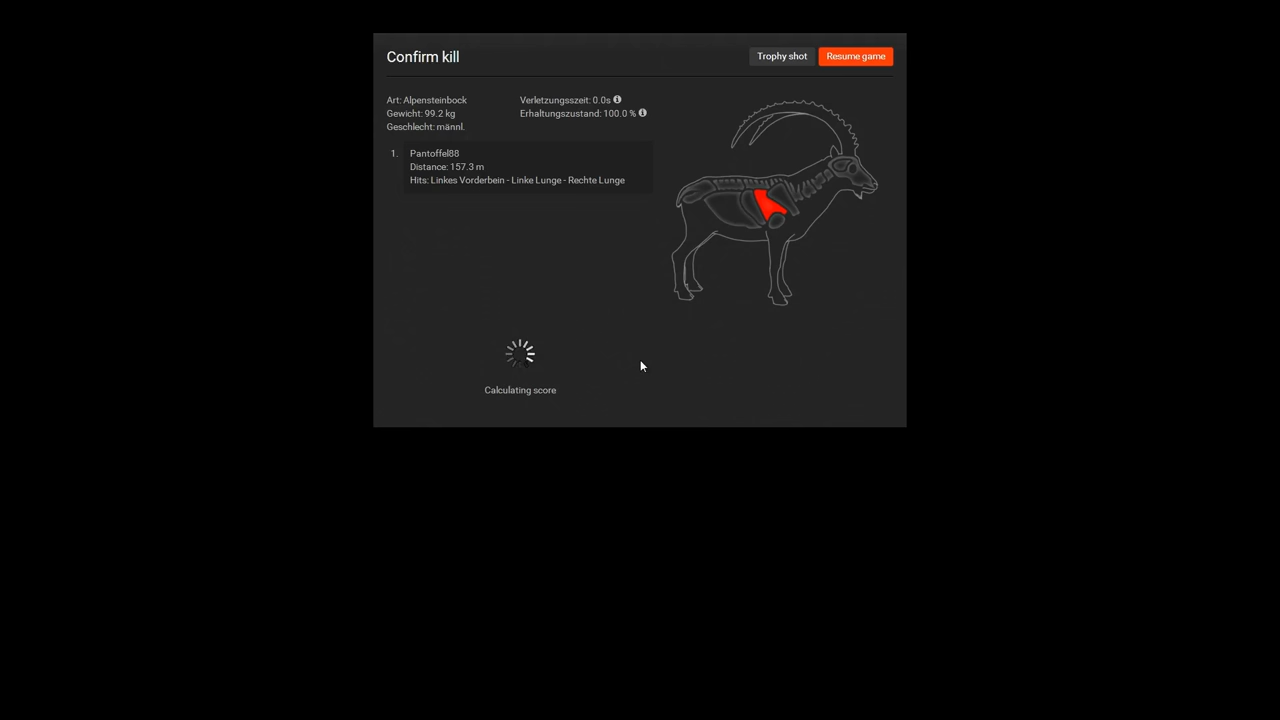 Confirm kill
Trophy shot
Resume game
Art: Alpensteinbock
Gewicht: 99.2 kg
Geschlecht: männl.
Verletzungsszeit: 0.0s
Erhaltungszustand: 100.0 %
1. Pantoffel88
Distance: 157.3 m
Hits: Linkes Vorderbein - Linke Lunge - Rechte Lunge
Calculating score